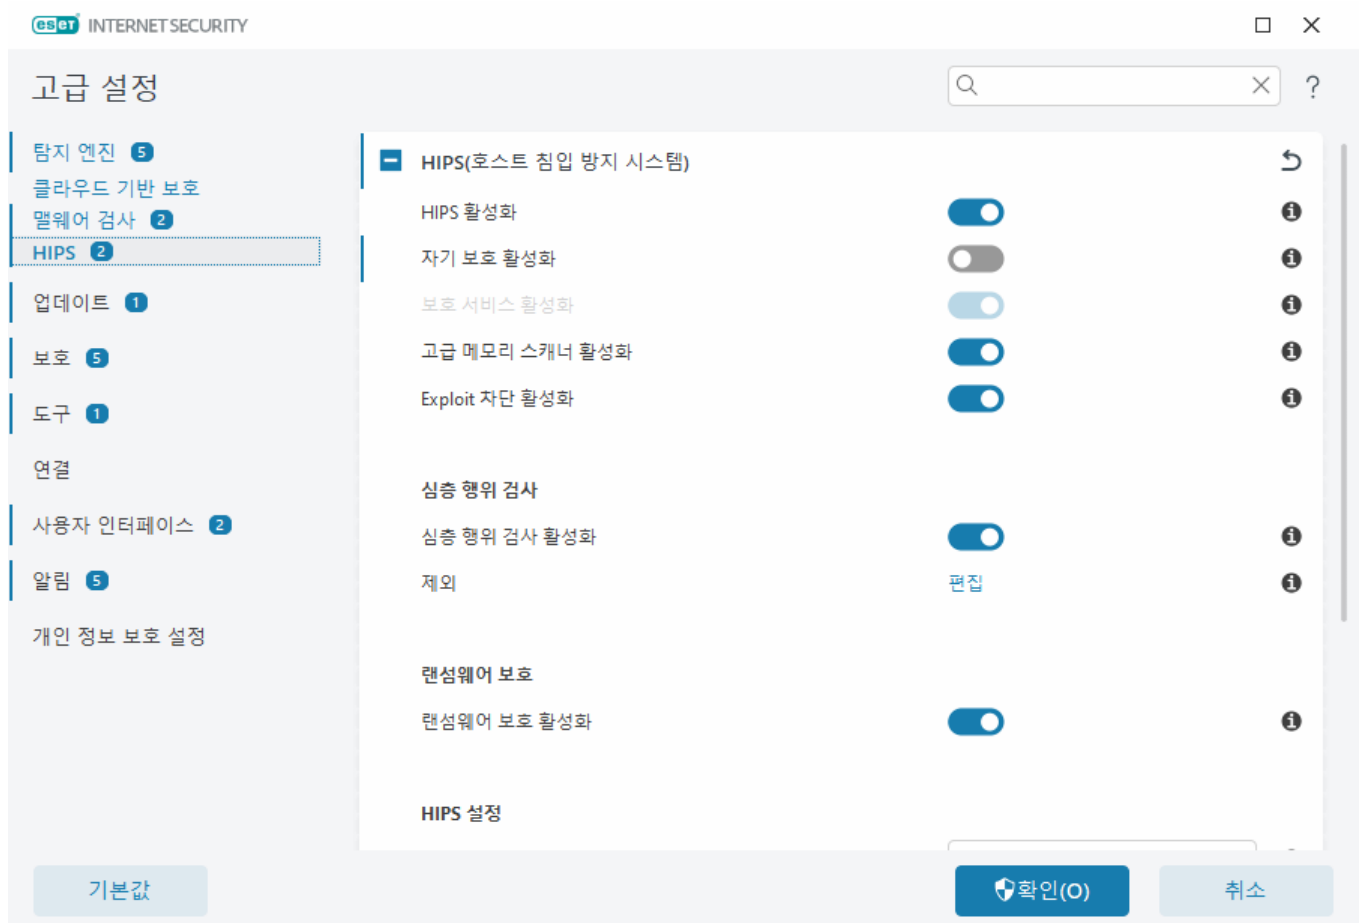 eset INTERNET SECURITY
고급 설정
?
탐지 엔진 5
클라우드 기반 보호
맬웨어 검사 2
HIPS 2
업데이트 1
보호 5
도구 1
연결
사용자 인터페이스 2
알림 5
개인 정보 보호 설정
HIPS(호스트 침입 방지 시스템)
HIPS 활성화
자기 보호 활성화
보호 서비스 활성화
고급 메모리 스캐너 활성화
Exploit 차단 활성화
심층 행위 검사
심층 행위 검사 활성화
제외 편집
랜섬웨어 보호
랜섬웨어 보호 활성화
HIPS 설정
기본값
확인(O)
취소